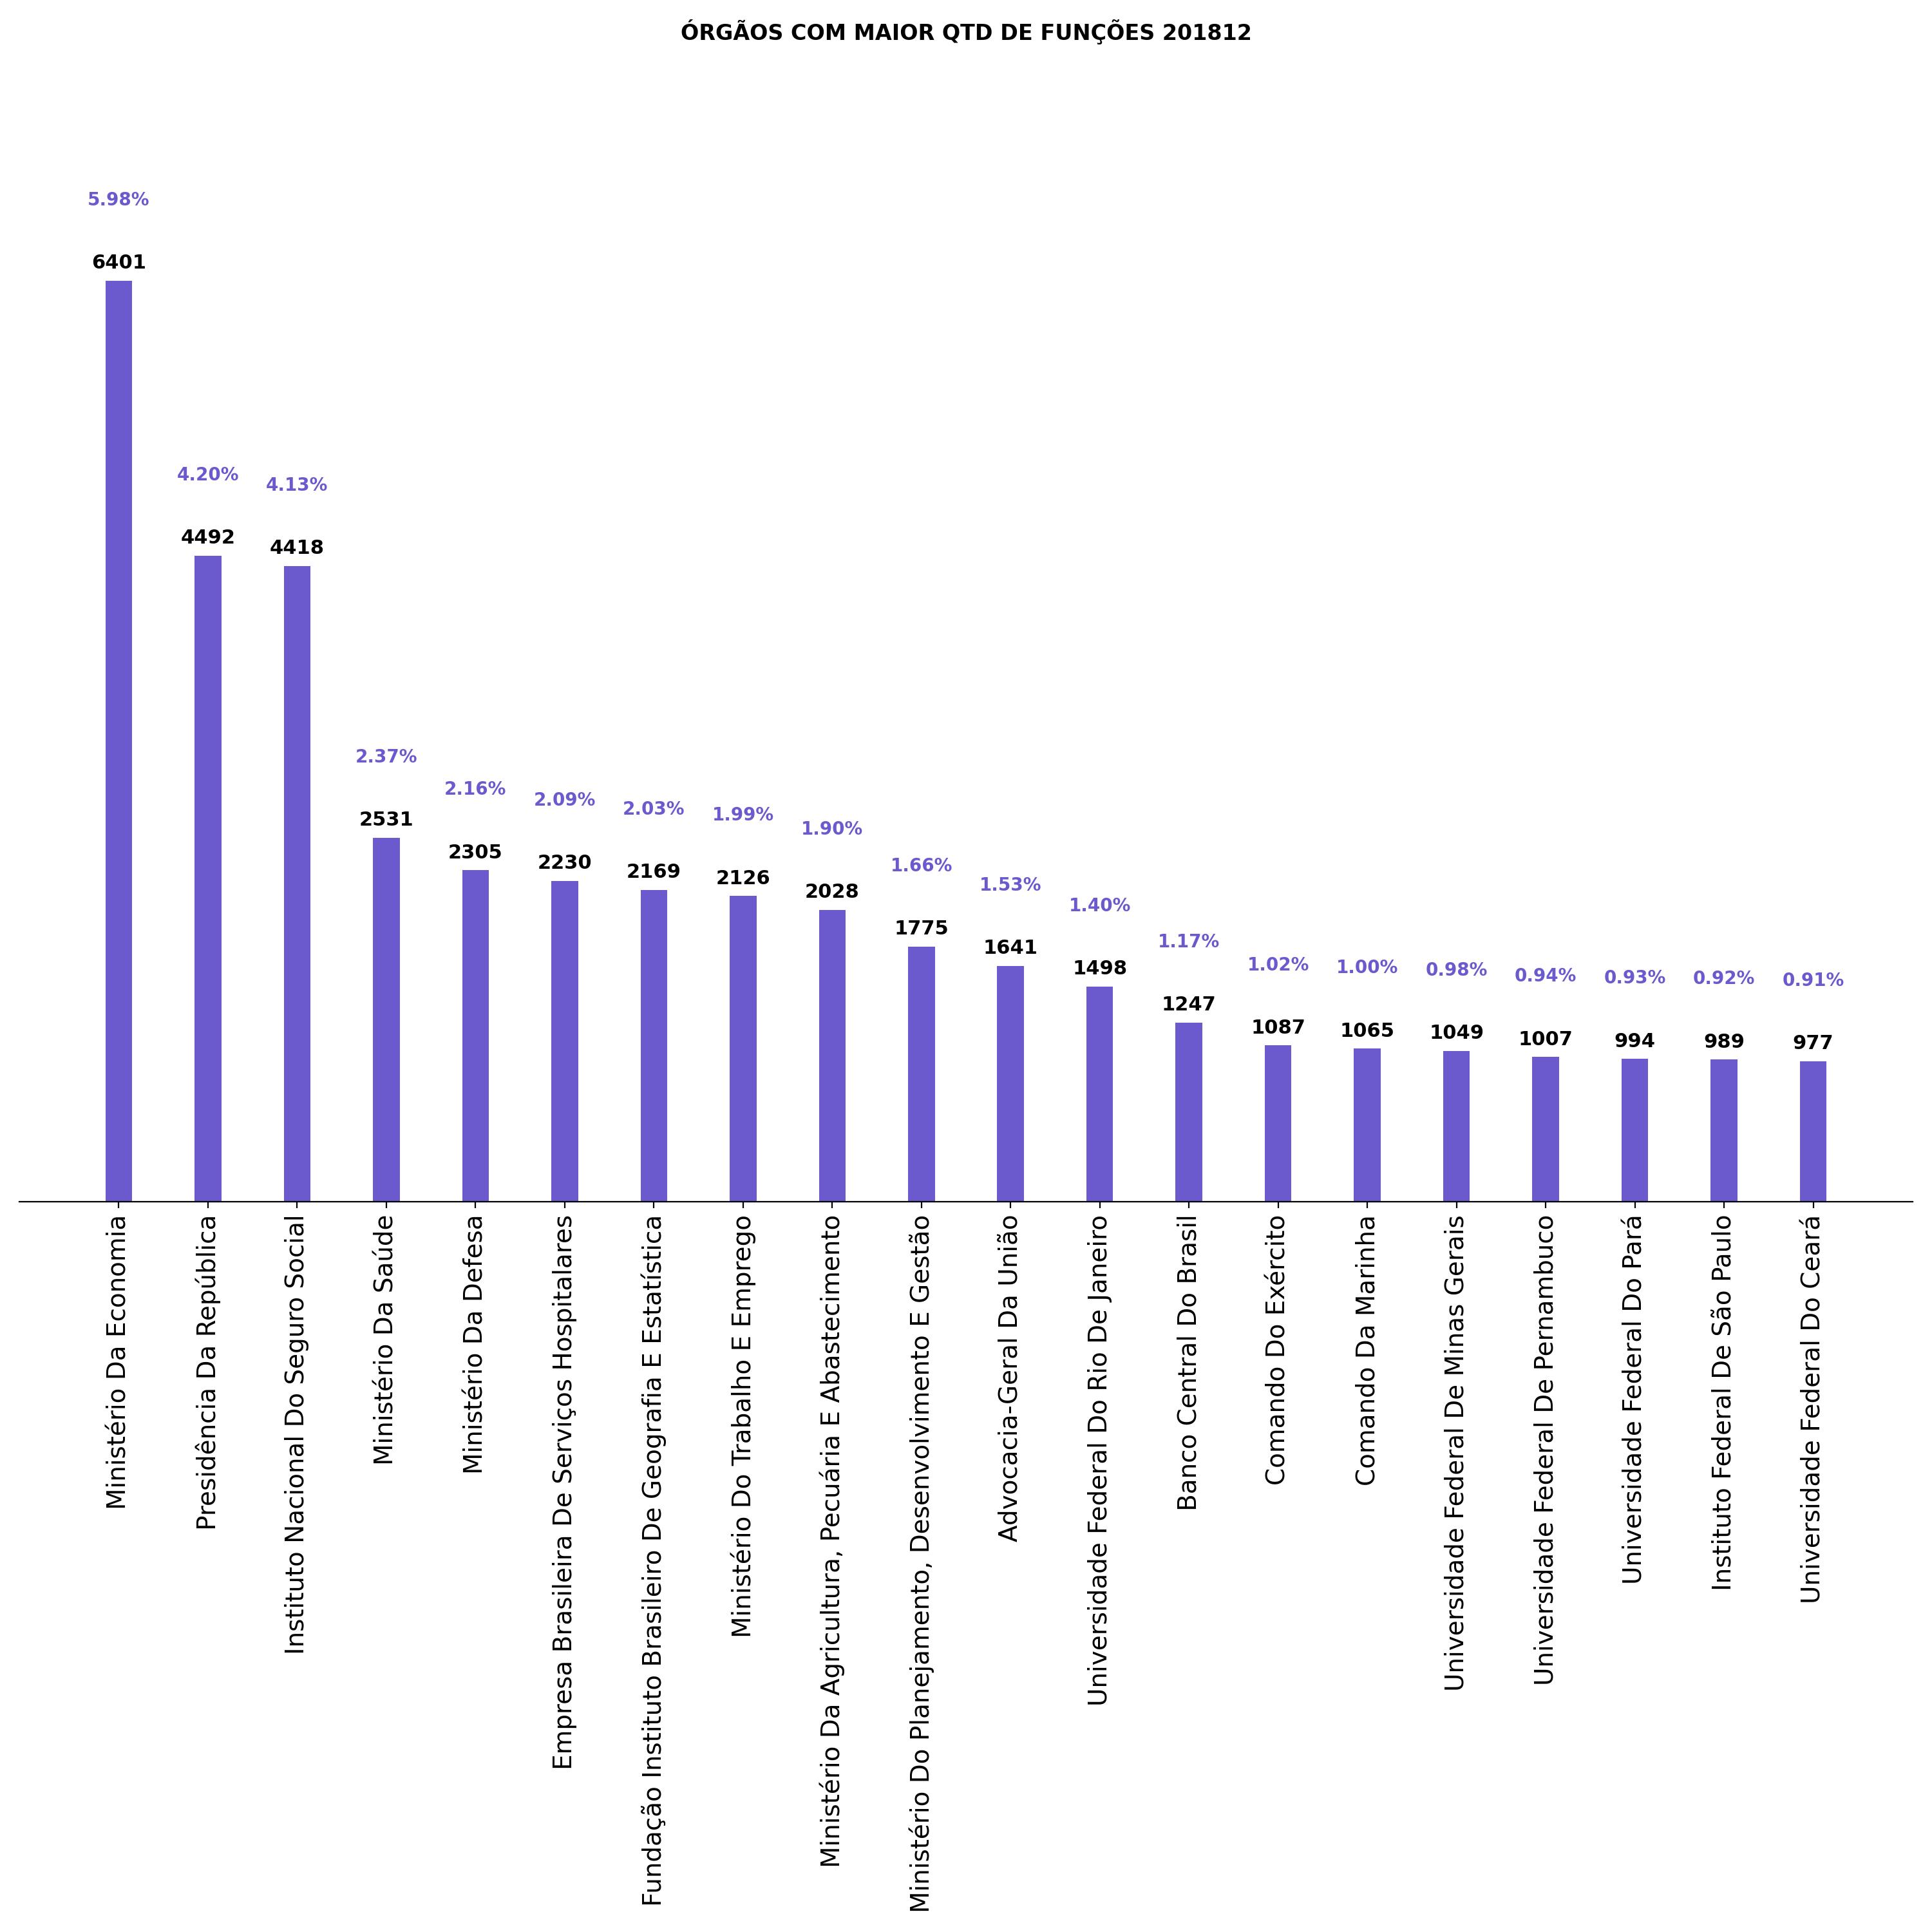 ÓRGÃOS COM MAIOR QTD DE FUNÇÕES 201812
5.98%
6401
4.20%
4492
4.13%
4418
2.37%
2531
2.16%
2305
2.09%
2230
2.03%
2169
1.99%
2126
1.90%
2028
1.66%
1775
1.53%
1641
1.40%
1498
1.17%
1247
1.02%
1087
1.00%
1065
0.98%
1049
0.94%
1007
0.93%
994
0.92%
989
0.91%
977
Ministério Da Economia
Presidência Da República
Instituto Nacional Do Seguro Social
Ministério Da Saúde
Ministério Da Defesa
Empresa Brasileira De Serviços Hospitalares
Fundação Instituto Brasileiro De Geografia E Estatística
Ministério Do Trabalho E Emprego
Ministério Da Agricultura, Pecuária E Abastecimento
Ministério Do Planejamento, Desenvolvimento E Gestão
Advocacia-Geral Da União
Universidade Federal Do Rio De Janeiro
Banco Central Do Brasil
Comando Do Exército
Comando Da Marinha
Universidade Federal De Minas Gerais
Universidade Federal De Pernambuco
Universidade Federal Do Pará
Instituto Federal De São Paulo
Universidade Federal Do Ceará